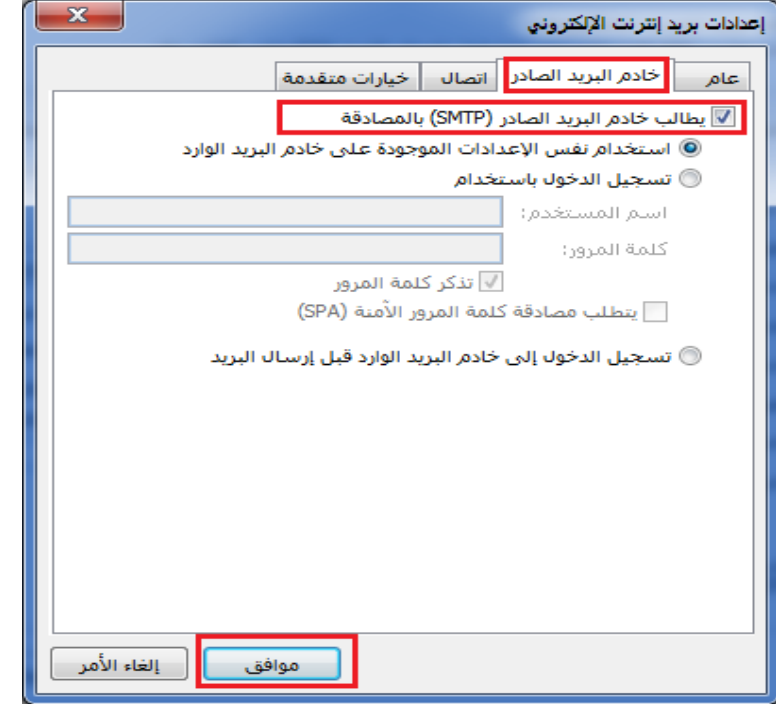 إعدادات بريد إنترنت الإلكتروني
عام خادم البريد الصادر اتصال خيارات متقدمة
يطالب خادم البريد الصادر (SMTP) بالمصادقة
استخدام نفس الإعدادات الموجودة على خادم البريد الوارد
تسجيل الدخول باستخدام
اسم المستخدم:
كلمة المرور:
تذكر كلمة المرور
يتطلب مصادقة كلمة المرور الآمنة (SPA)
تسجيل الدخول إلى خادم البريد الوارد قبل إرسال البريد
موافق إلغاء الأمر